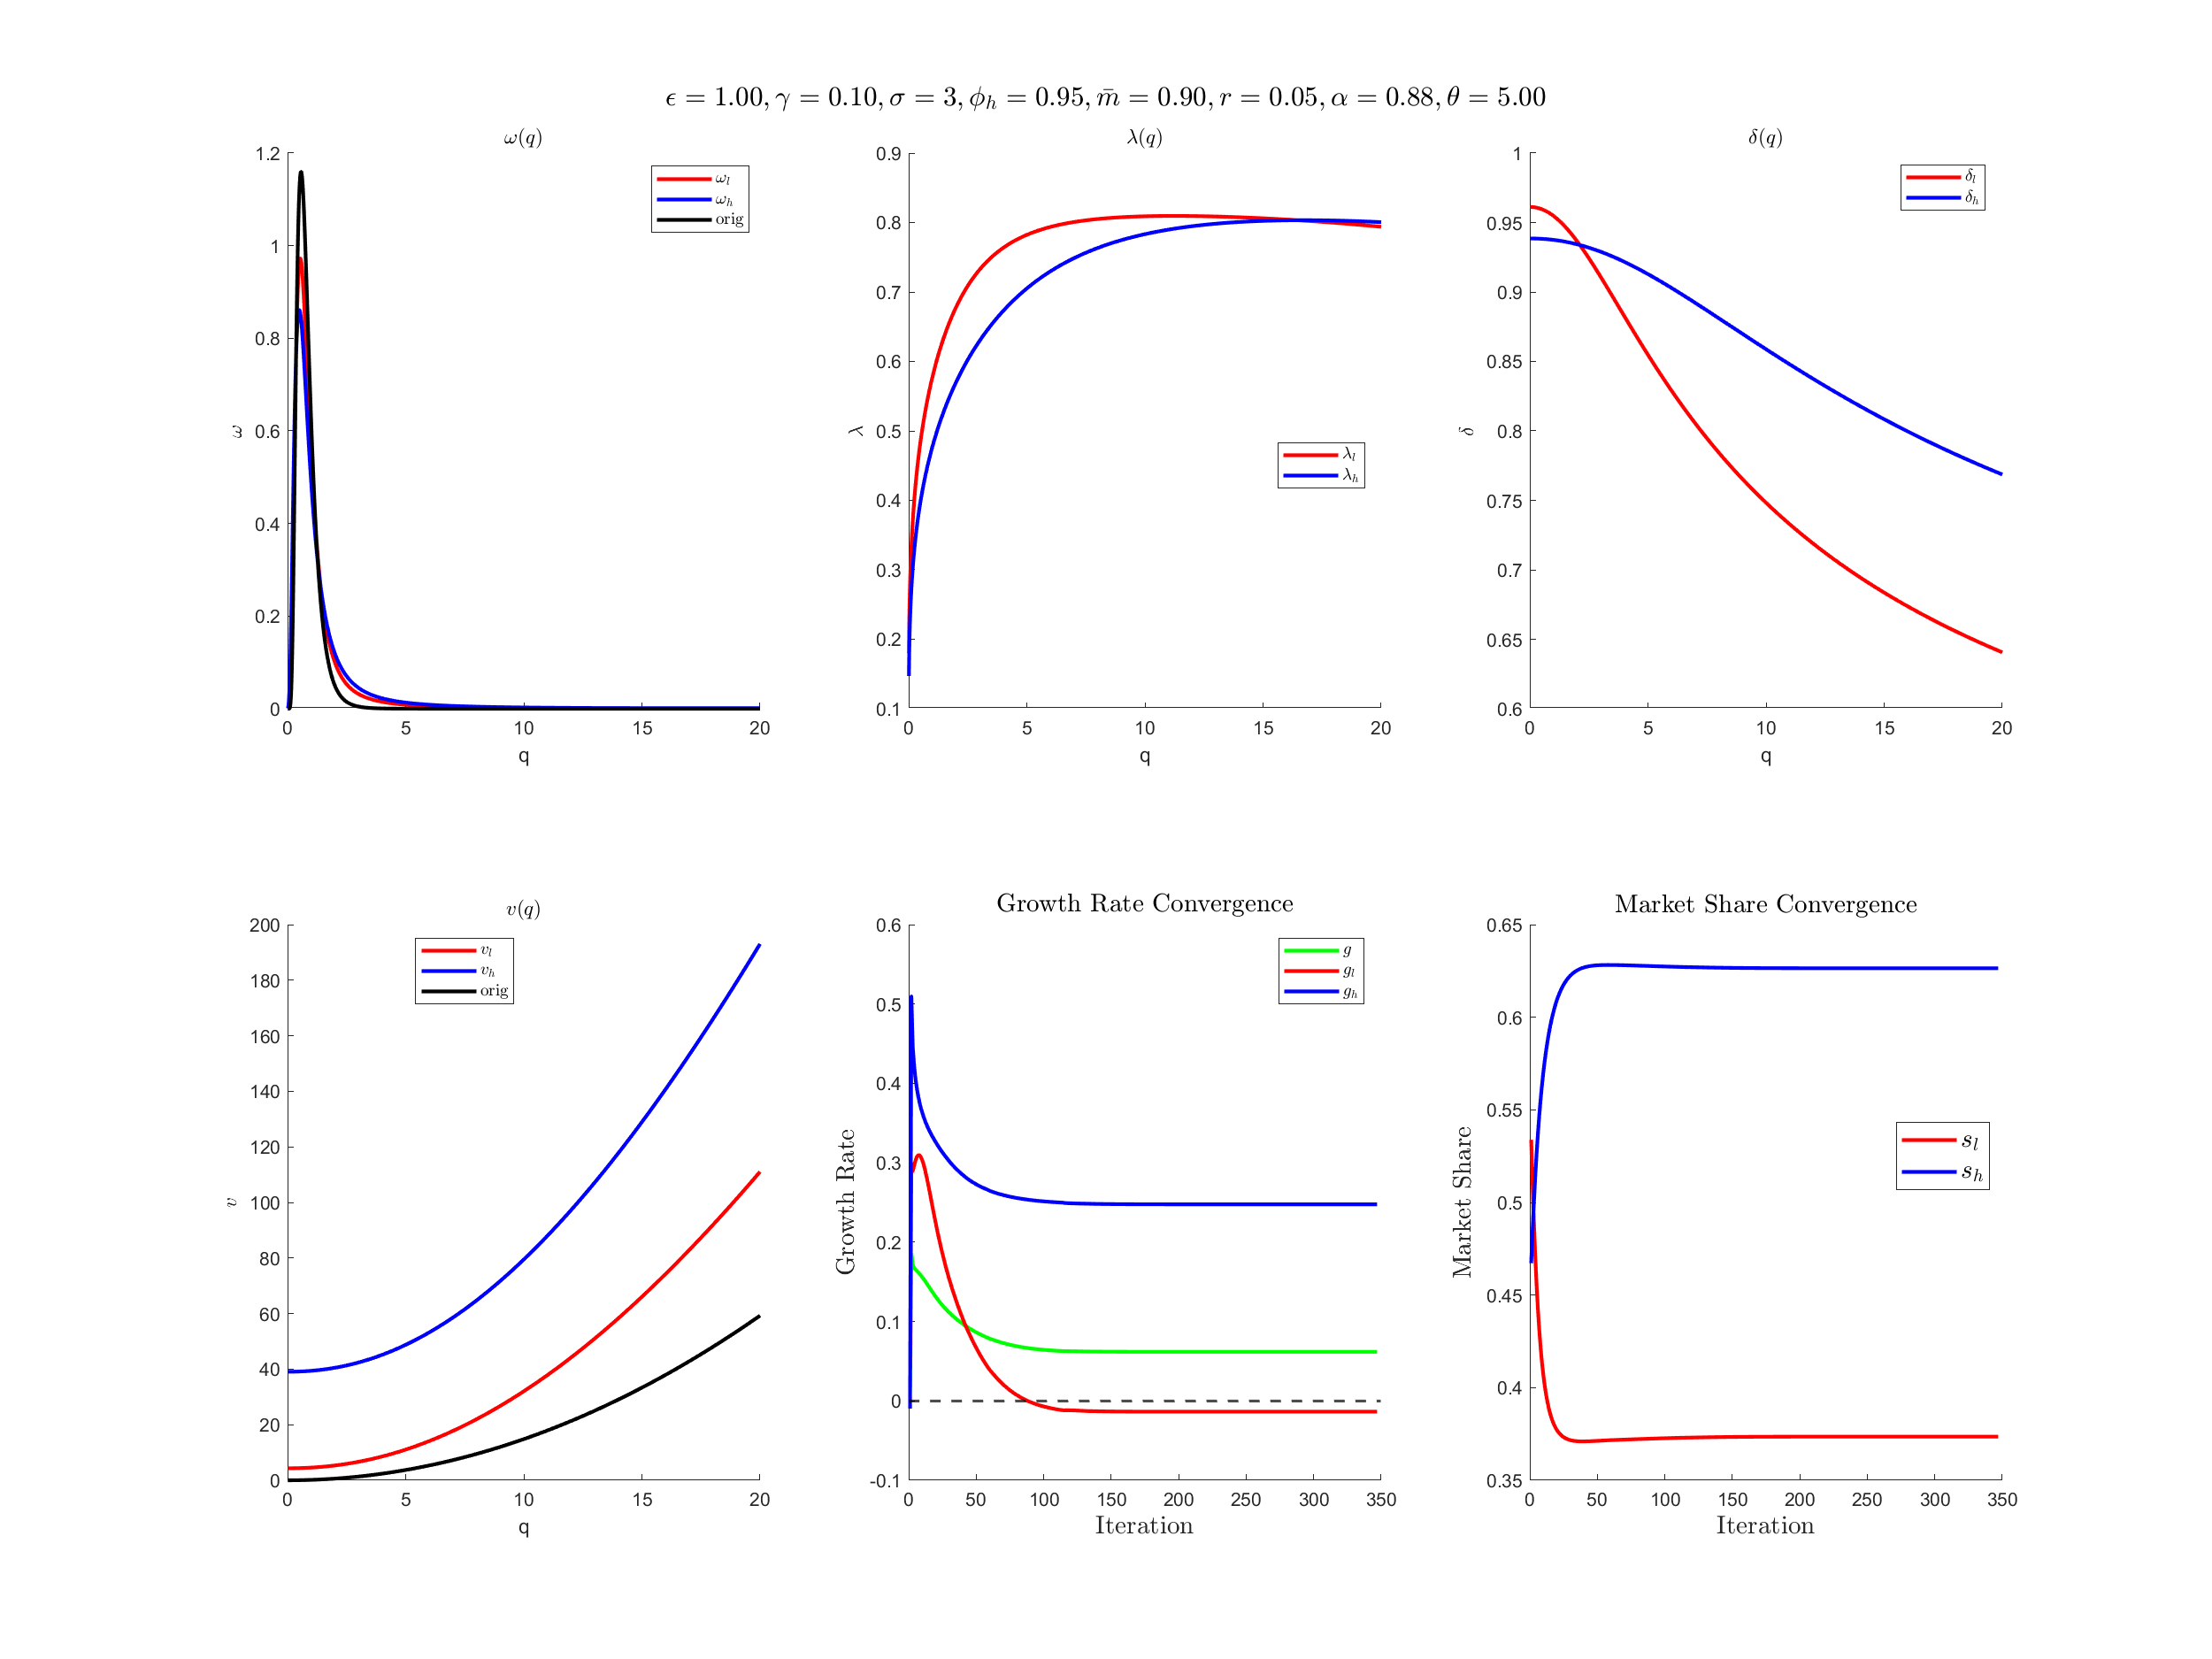 ϵ = 1.00, γ = 0.10, σ = 3, ϕ_h = 0.95, m̄ = 0.90, r = 0.05, α = 0.88, θ = 5.00
ω(q)
1.2
1
0.8
0.6
0.4
0.2
0
ω
ω_l
ω_h
orig
0 5 10 15 20
q
λ(q)
0.9
0.8
0.7
0.6
0.5
0.4
0.3
0.2
0.1
λ
λ_l
λ_h
0 5 10 15 20
q
δ(q)
1
0.95
0.9
0.85
0.8
0.75
0.7
0.65
0.6
δ
δ_l
δ_h
0 5 10 15 20
q
v(q)
200
180
160
140
120
100
80
60
40
20
0
v
v_l
v_h
orig
0 5 10 15 20
q
Growth Rate Convergence
0.6
0.5
0.4
0.3
0.2
0.1
0
-0.1
Growth Rate
g
g_l
g_h
0 50 100 150 200 250 300 350
Iteration
Market Share Convergence
0.65
0.6
0.55
0.5
0.45
0.4
0.35
Market Share
s_l
s_h
0 50 100 150 200 250 300 350
Iteration